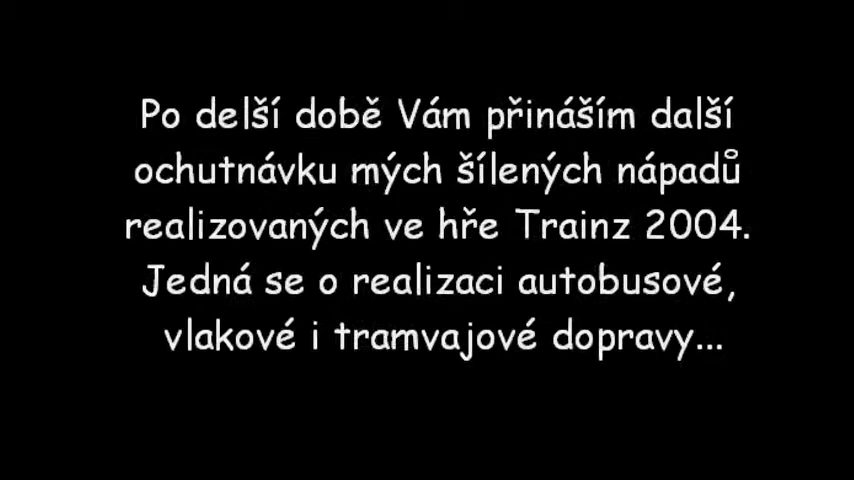 Po delší době Vám přináším další
ochutnávku mých šílených nápadů
realizovaných ve hře Trainz 2004.
Jedná se o realizaci autobusové,
vlakové i tramvajové dopravy...